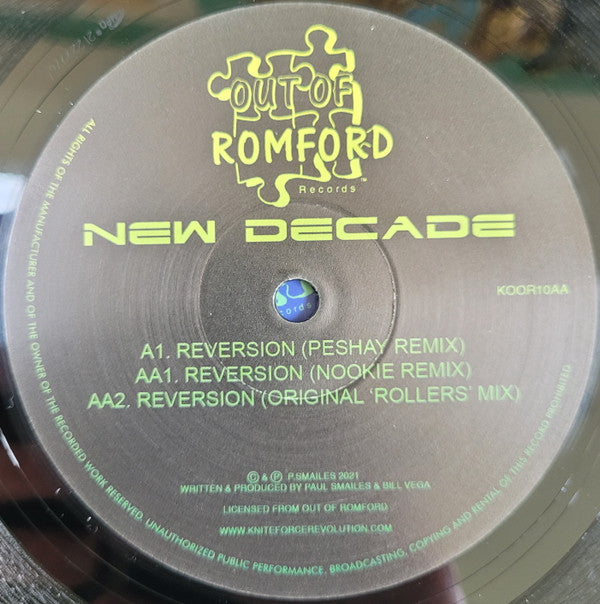 OUT OF
ROMFORD
™
Records
NEW DECADE
KOOR10AA
A1. REVERSION (PESHAY REMIX)
AA1. REVERSION (NOOKIE REMIX)
AA2. REVERSION (ORIGINAL 'ROLLERS' MIX)
© & ℗ P.SMAILES 2021
WRITTEN & PRODUCED BY PAUL SMAILES & BILL VEGA
LICENSED FROM OUT OF ROMFORD
WWW.KNITEFORCEREVOLUTION.COM
ALL RIGHTS OF THE MANUFACTURER AND OF THE OWNER OF THE RECORDED WORK RESERVED. UNAUTHORIZED PUBLIC PERFORMANCE, BROADCASTING, COPYING AND RENTAL OF THIS RECORD PROHIBITED